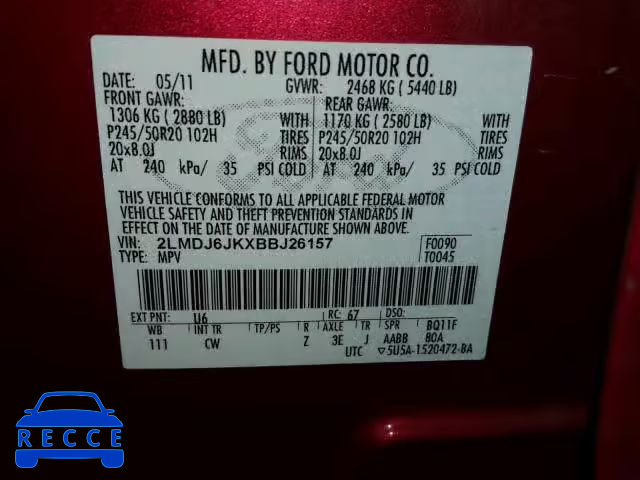 MFD. BY FORD MOTOR CO.
DATE: 05/11 GVWR: 2468 KG ( 5440 LB)
FRONT GAWR: REAR GAWR:
1306 KG ( 2880 LB) WITH 1170 KG ( 2580 LB) WITH
P245/50R20 102H TIRES P245/50R20 102H TIRES
20x8.0J RIMS 20x8.0J RIMS
AT 240 kPa/ 35 PSI COLD AT 240 kPa/ 35 PSI COLD
THIS VEHICLE CONFORMS TO ALL APPLICABLE FEDERAL MOTOR
VEHICLE SAFETY AND THEFT PREVENTION STANDARDS IN
EFFECT ON THE DATE OF MANUFACTURE SHOWN ABOVE.
VIN: 2LMDJ6JKXBBJ26157 F0090
TYPE: MPV T0045
EXT PNT: U6 RC: 67 DSO:
WB INT TR TP/PS R AXLE TR SPR BQ11F
111 CW Z 3E J AABB 80A
UTC ▽5U5A-1520472-BA
Ford
RECCE